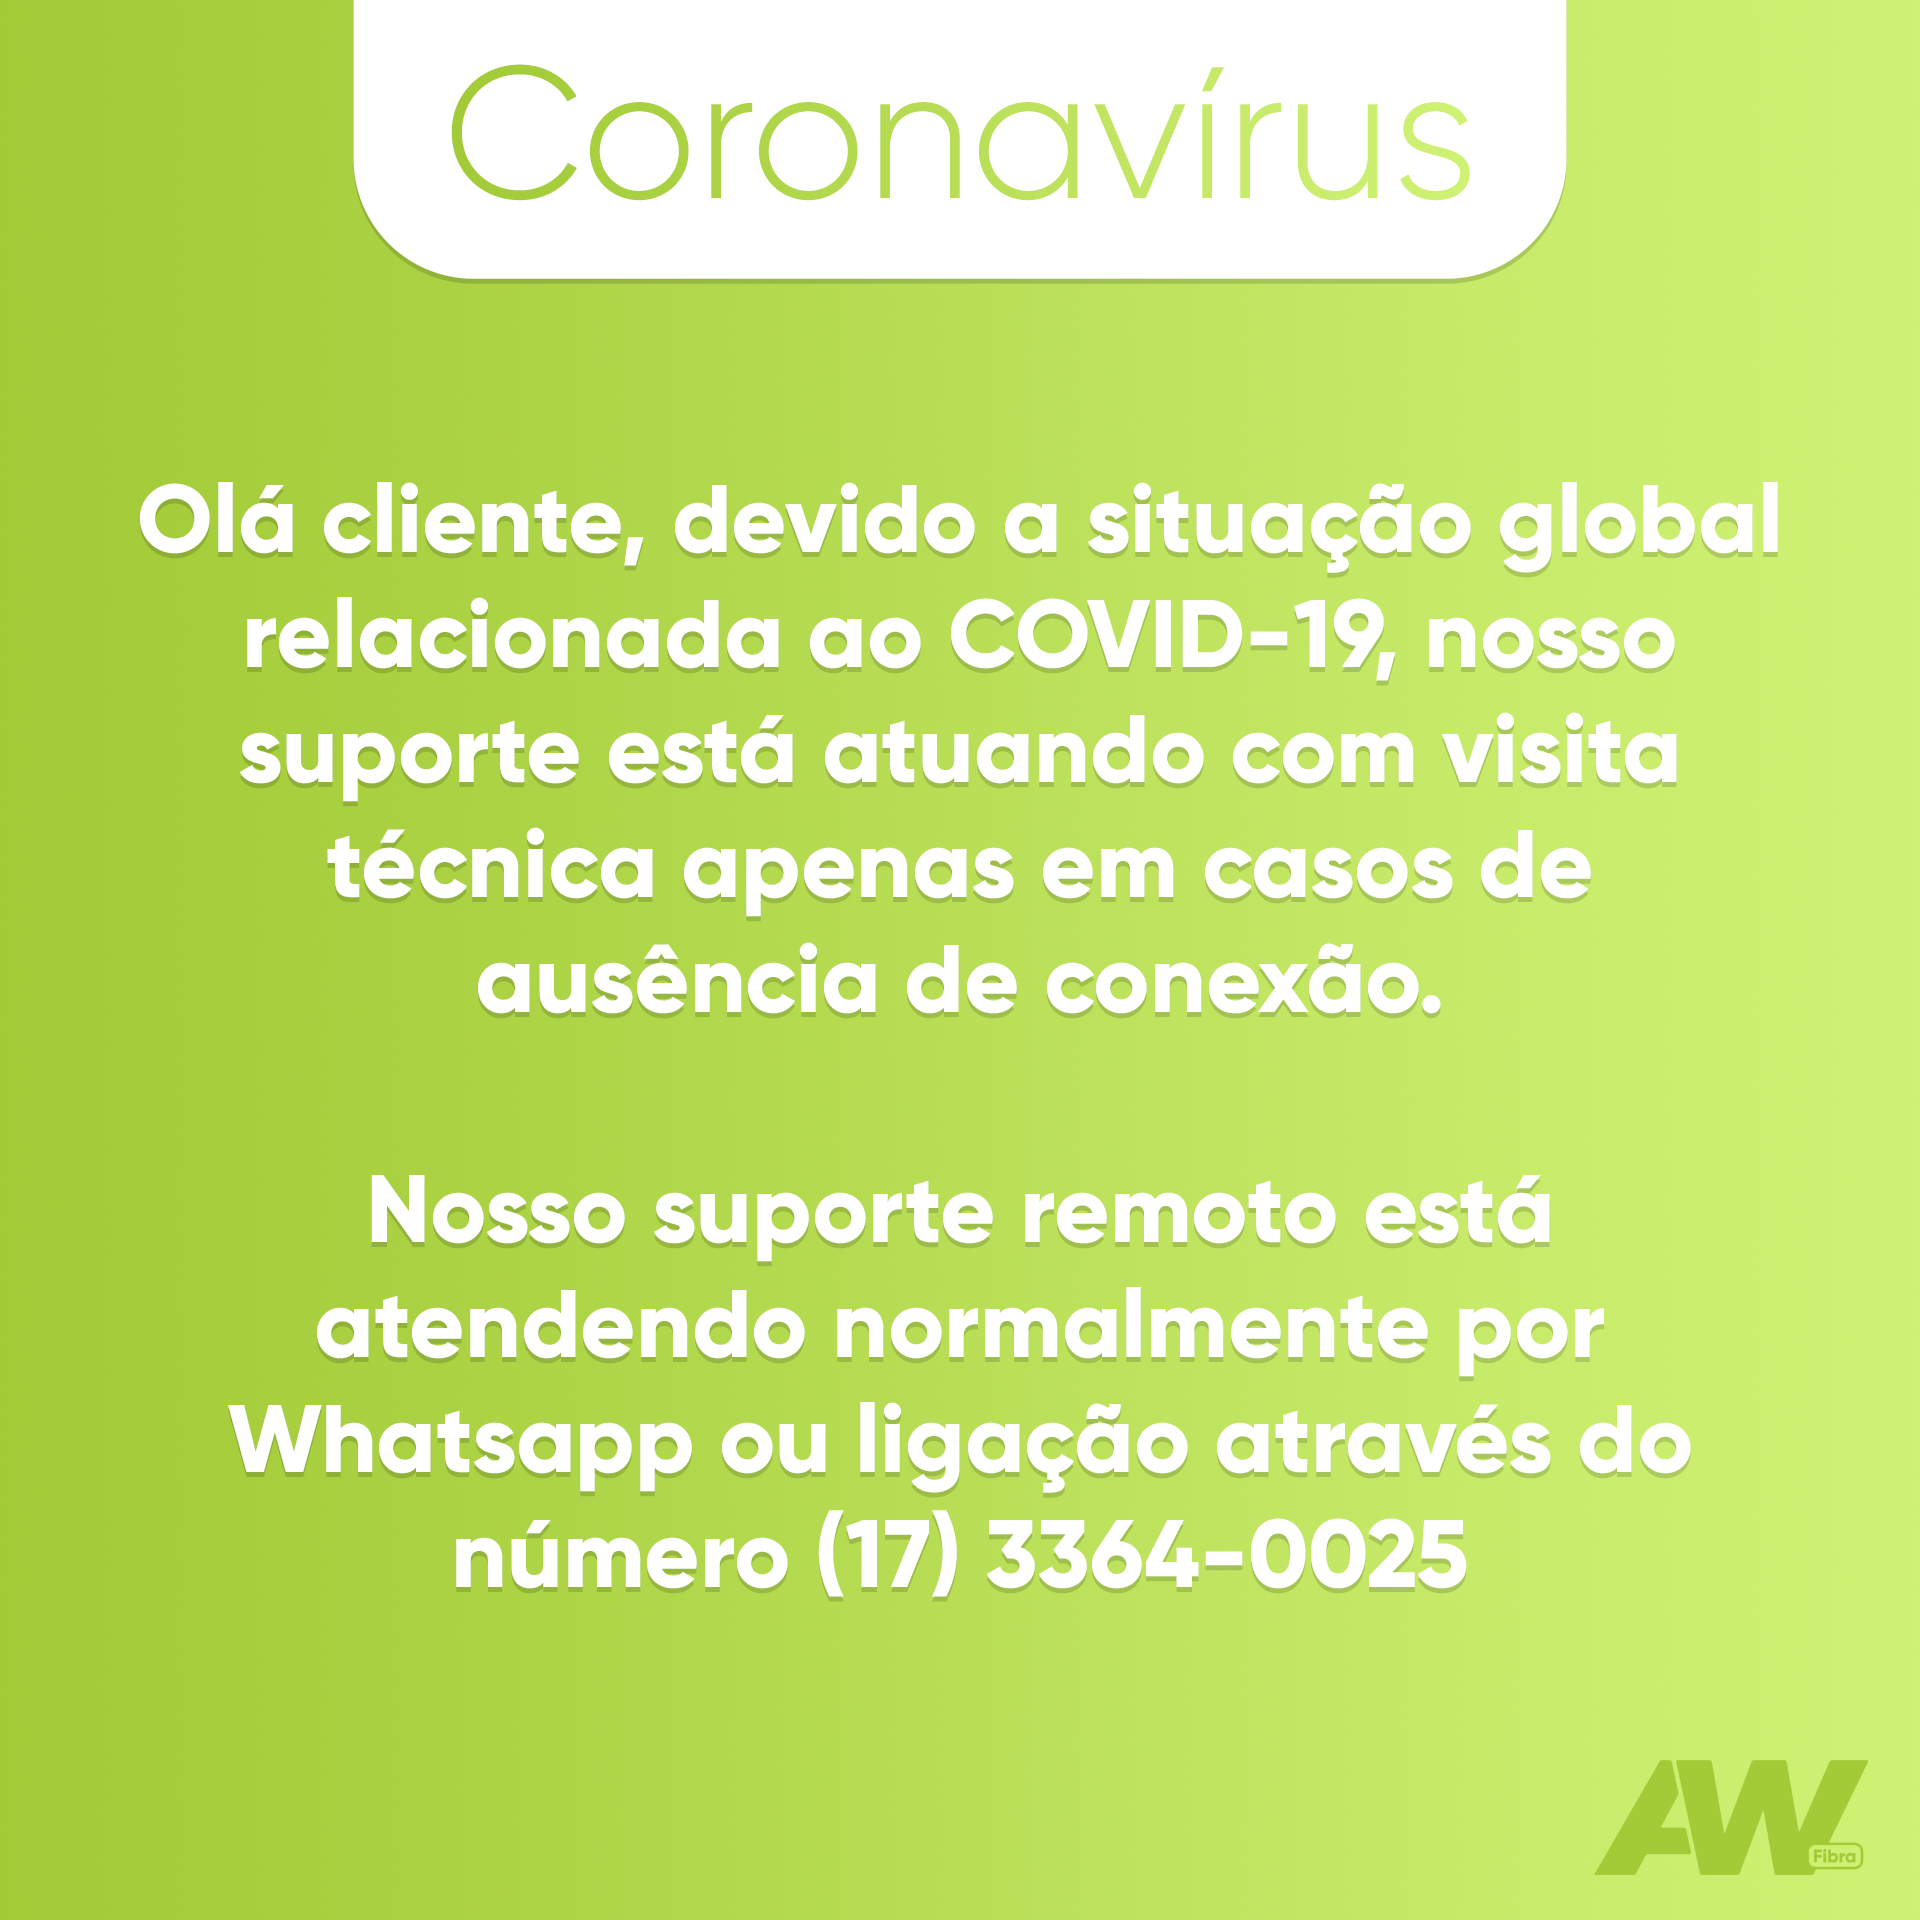 Coronavírus
Olá cliente, devido a situação global
relacionada ao COVID-19, nosso
suporte está atuando com visita
técnica apenas em casos de
ausência de conexão.
Nosso suporte remoto está
atendendo normalmente por
Whatsapp ou ligação através do
número (17) 3364-0025
AW
Fibra